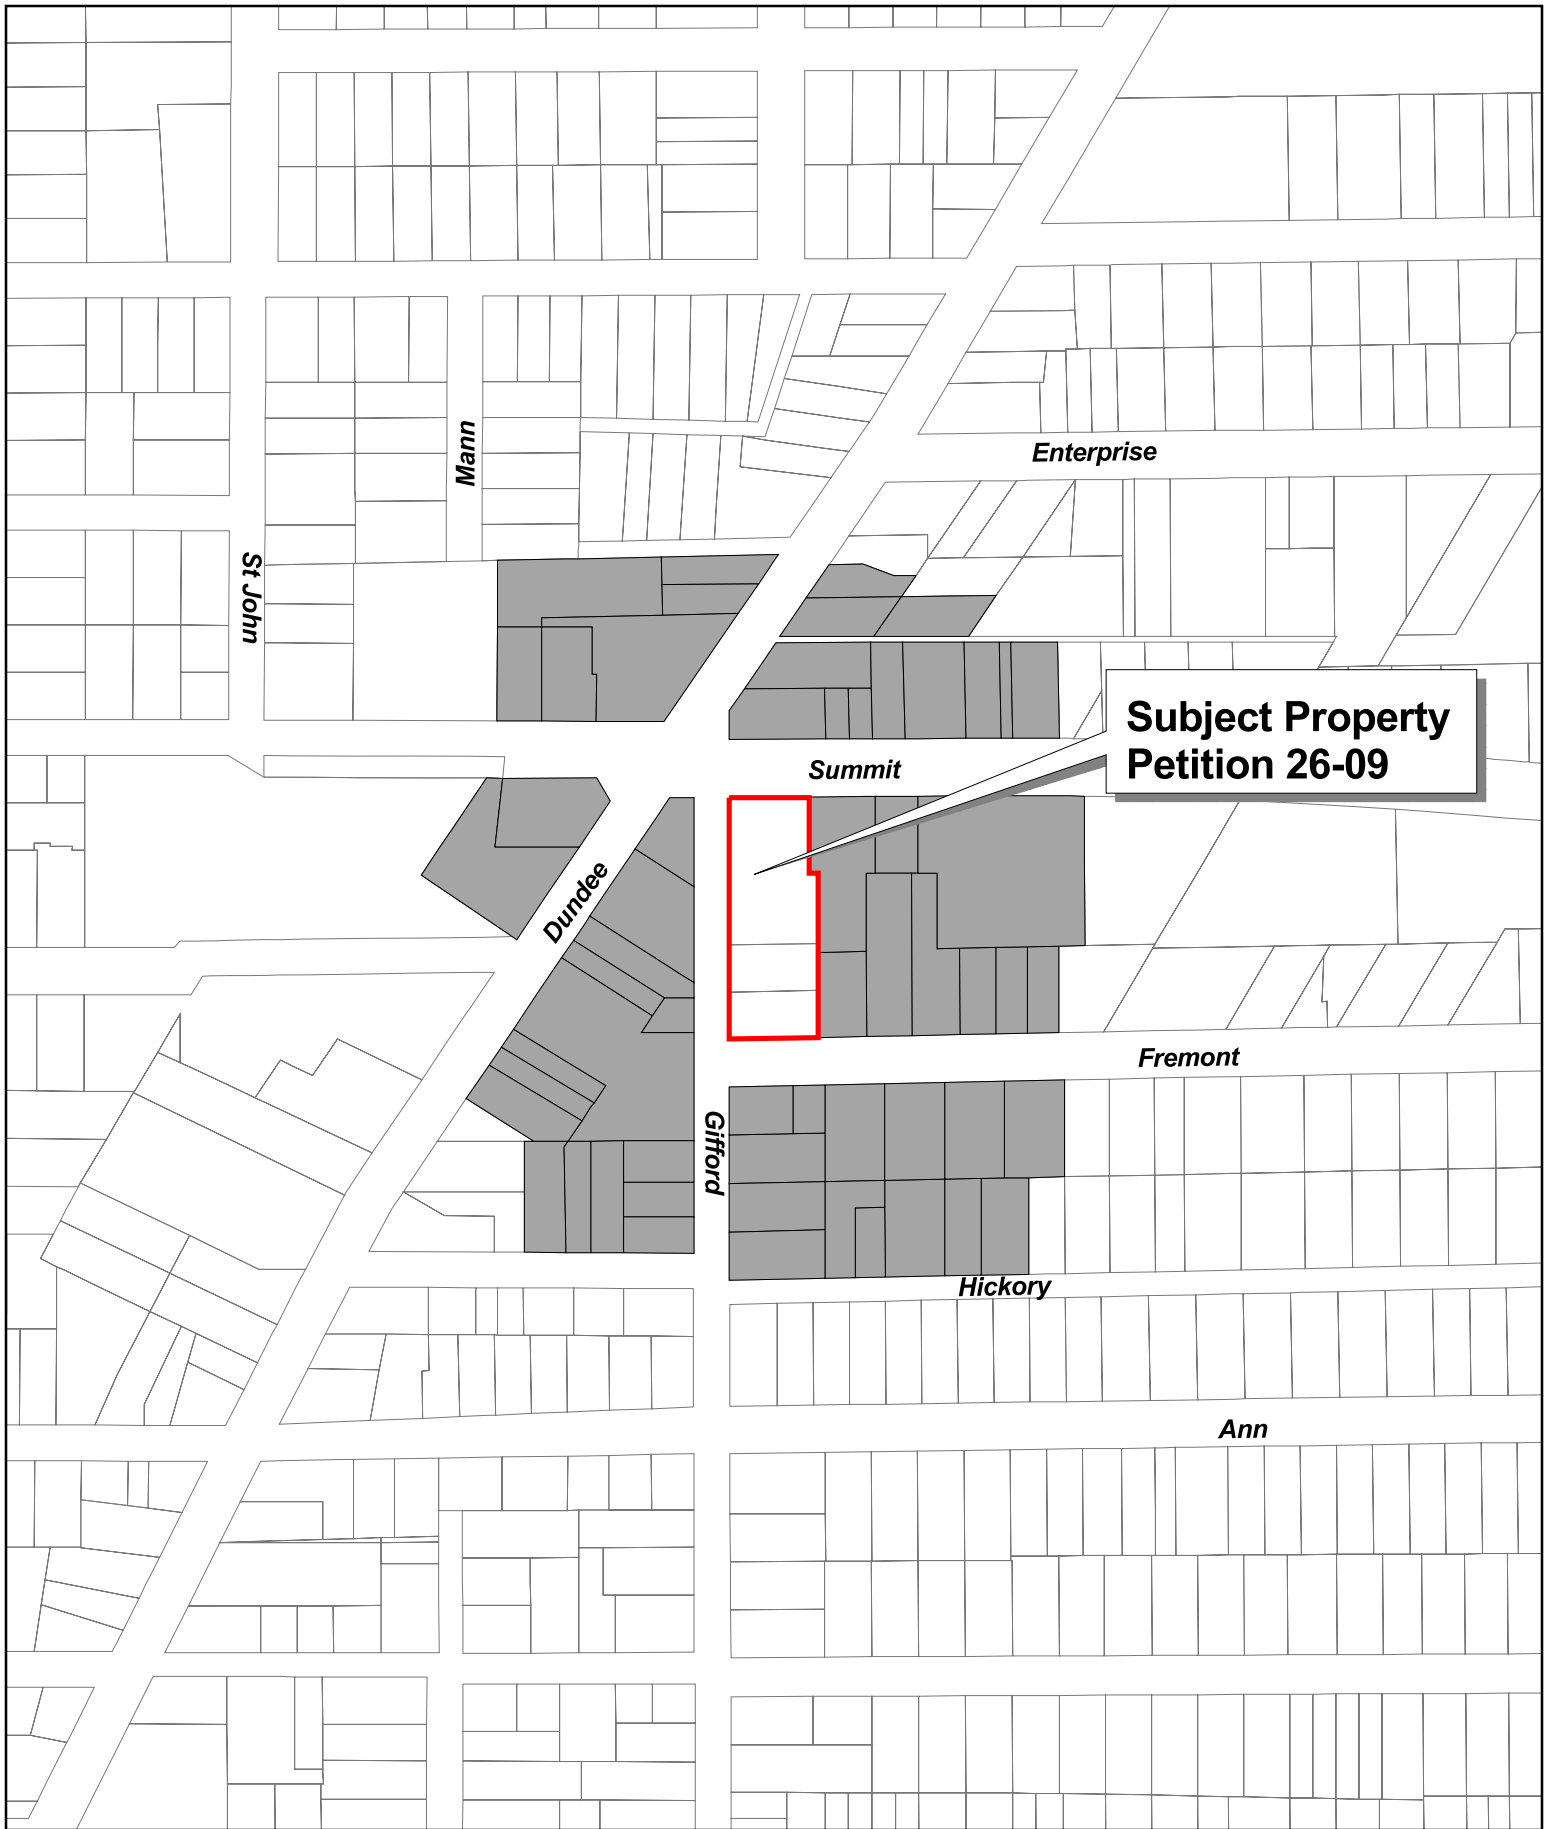 Enterprise
Mann
St John
Subject Property
Petition 26-09
Summit
Dundee
Fremont
Gifford
Hickory
Ann